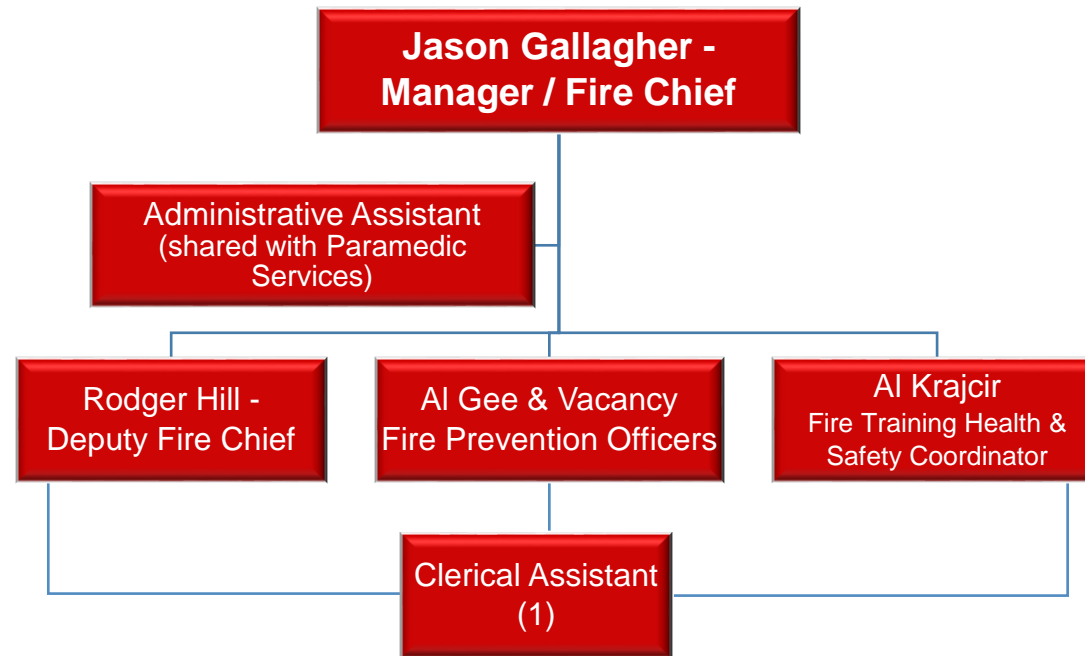 Jason Gallagher -
Manager / Fire Chief
Administrative Assistant
(shared with Paramedic
Services)
Rodger Hill -
Deputy Fire Chief
Al Gee & Vacancy
Fire Prevention Officers
Al Krajcir
Fire Training Health &
Safety Coordinator
Clerical Assistant
(1)